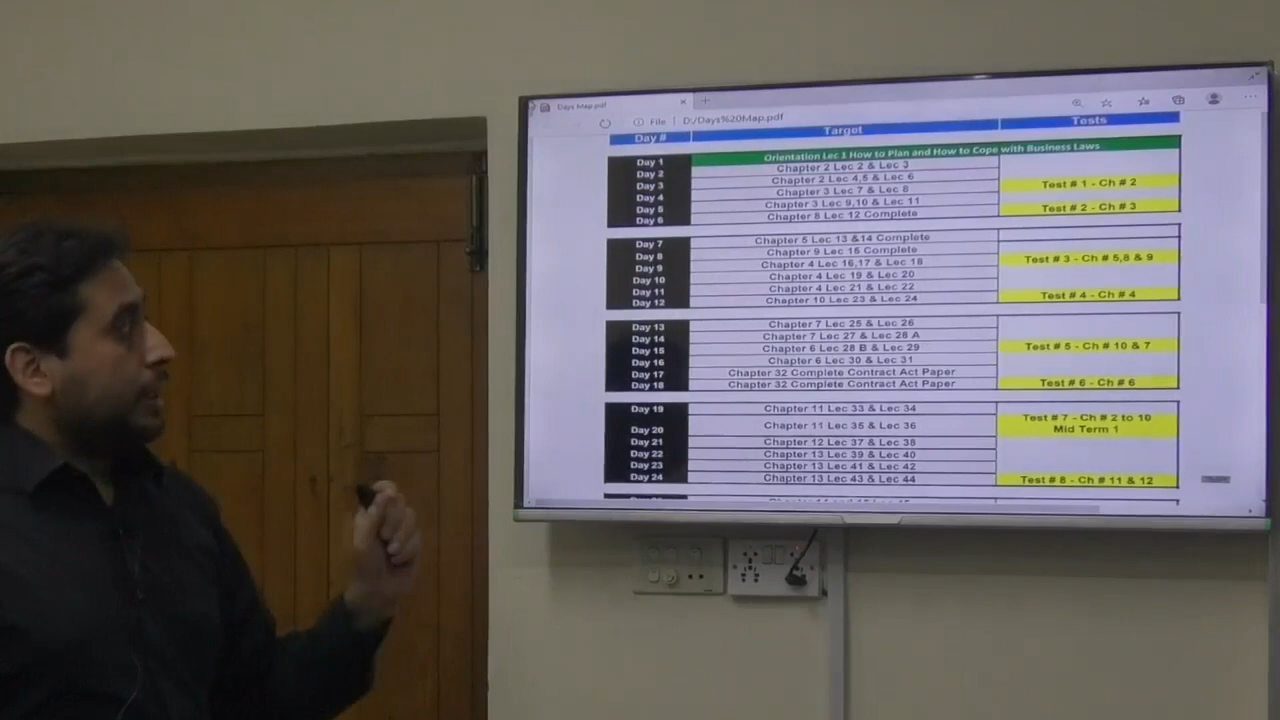 Days Map.pdf
File | D:/Days%20Map.pdf
Day # Target Tests
Day 1 Orientation Lec 1 How to Plan and How to Cope with Business Laws
Day 2 Chapter 2 Lec 2 & Lec 3
Day 3 Chapter 2 Lec 4,5 & Lec 6 Test # 1 - Ch # 2
Day 4 Chapter 3 Lec 7 & Lec 8
Day 5 Chapter 3 Lec 9,10 & Lec 11 Test # 2 - Ch # 3
Day 6 Chapter 8 Lec 12 Complete
Day 7 Chapter 5 Lec 13 &14 Complete
Day 8 Chapter 9 Lec 15 Complete Test # 3 - Ch # 5,8 & 9
Day 9 Chapter 4 Lec 16,17 & Lec 18
Day 10 Chapter 4 Lec 19 & Lec 20
Day 11 Chapter 4 Lec 21 & Lec 22 Test # 4 - Ch # 4
Day 12 Chapter 10 Lec 23 & Lec 24
Day 13 Chapter 7 Lec 25 & Lec 26
Day 14 Chapter 7 Lec 27 & Lec 28 A
Day 15 Chapter 6 Lec 28 B & Lec 29 Test # 5 - Ch # 10 & 7
Day 16 Chapter 6 Lec 30 & Lec 31
Day 17 Chapter 32 Complete Contract Act Paper
Day 18 Chapter 32 Complete Contract Act Paper Test # 6 - Ch # 6
Day 19 Chapter 11 Lec 33 & Lec 34 Test # 7 - Ch # 2 to 10
Day 20 Chapter 11 Lec 35 & Lec 36 Mid Term 1
Day 21 Chapter 12 Lec 37 & Lec 38
Day 22 Chapter 13 Lec 39 & Lec 40
Day 23 Chapter 13 Lec 41 & Lec 42
Day 24 Chapter 13 Lec 43 & Lec 44 Test # 8 - Ch # 11 & 12